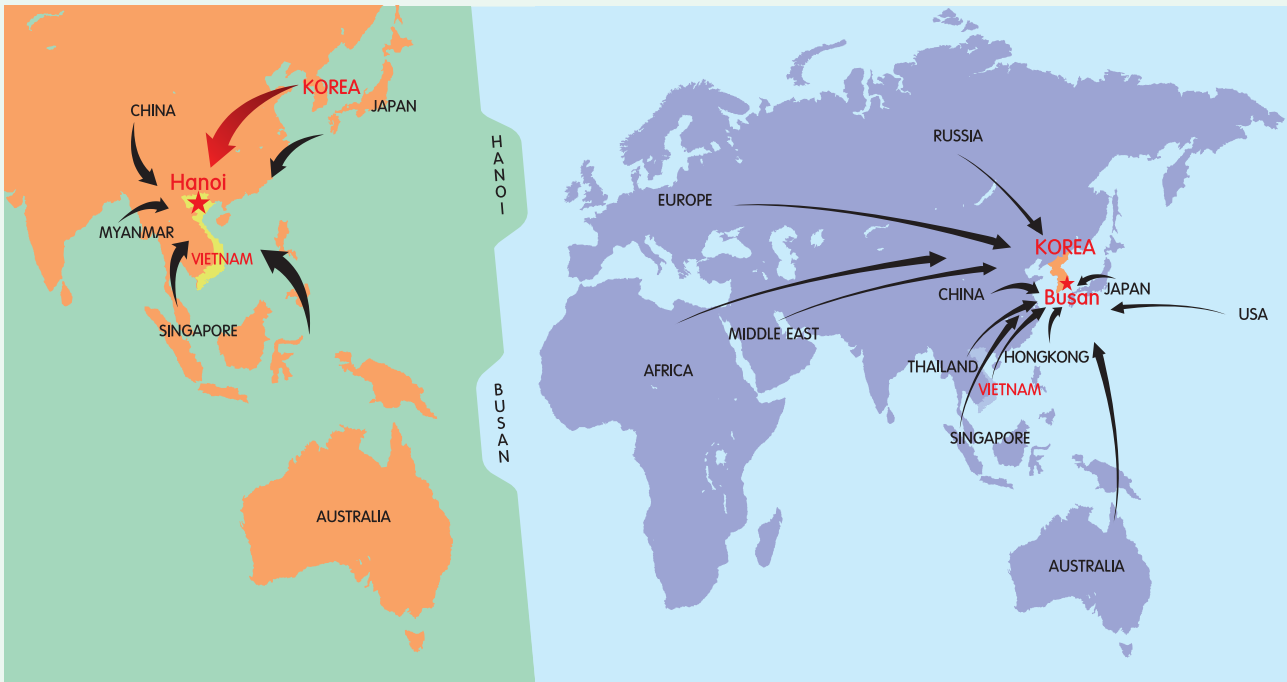 KOREA
JAPAN
CHINA
Hanoi
MYANMAR
VIETNAM
SINGAPORE
AUSTRALIA
HANOI
BUSAN
RUSSIA
EUROPE
KOREA
CHINA
Busan
JAPAN
USA
MIDDLE EAST
AFRICA
THAILAND
HONGKONG
VIETNAM
SINGAPORE
AUSTRALIA